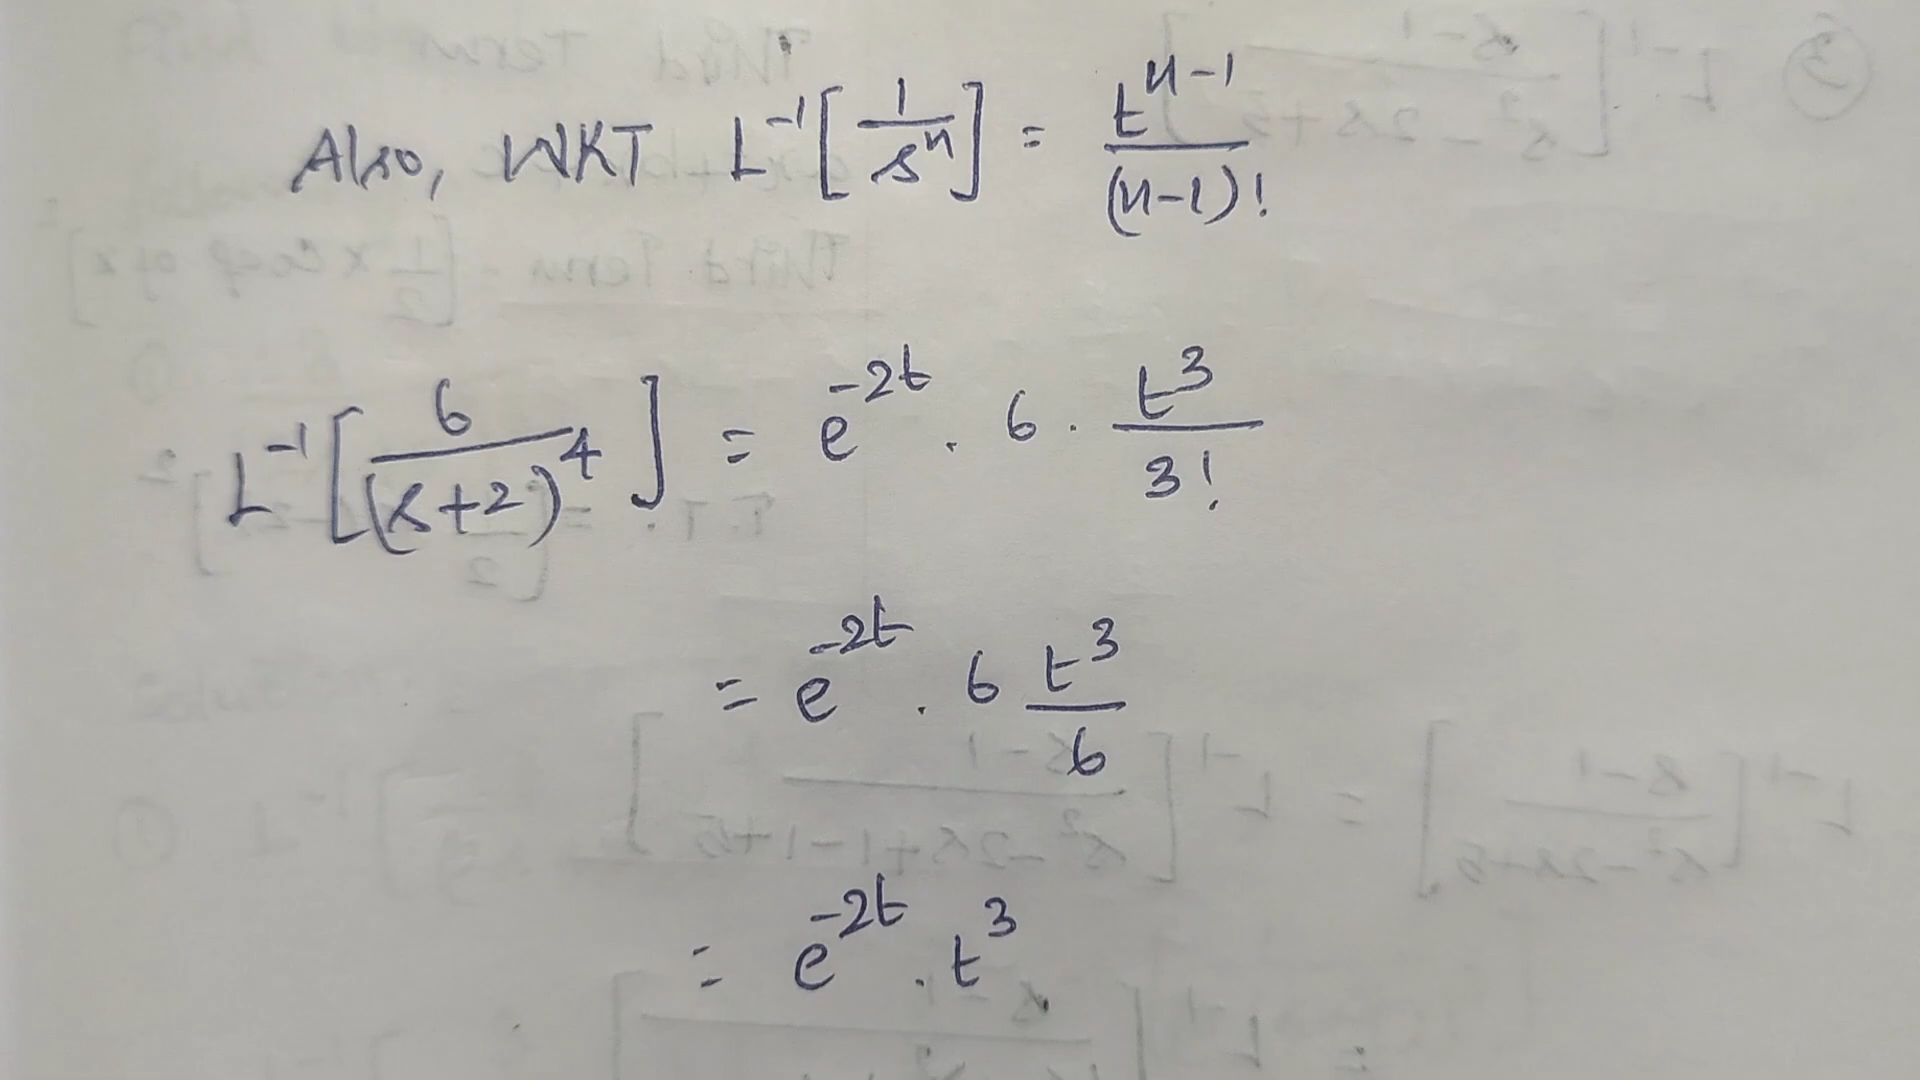 Also, WKT L⁻¹[1/sⁿ] = tⁿ⁻¹/(n-1)!
L⁻¹[6/(s+2)⁴] = e⁻²ᵗ . 6 . t³/3!
= e⁻²ᵗ . 6 t³/6
= e⁻²ᵗ . t³